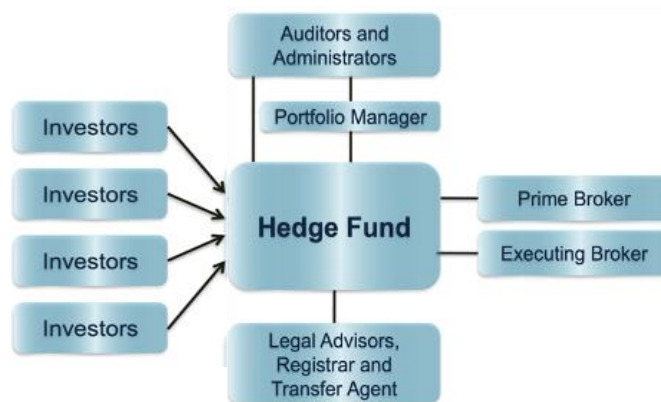 Auditors and
Administrators
Portfolio Manager
Investors
Investors
Investors
Investors
Hedge Fund
Prime Broker
Executing Broker
Legal Advisors,
Registrar and
Transfer Agent